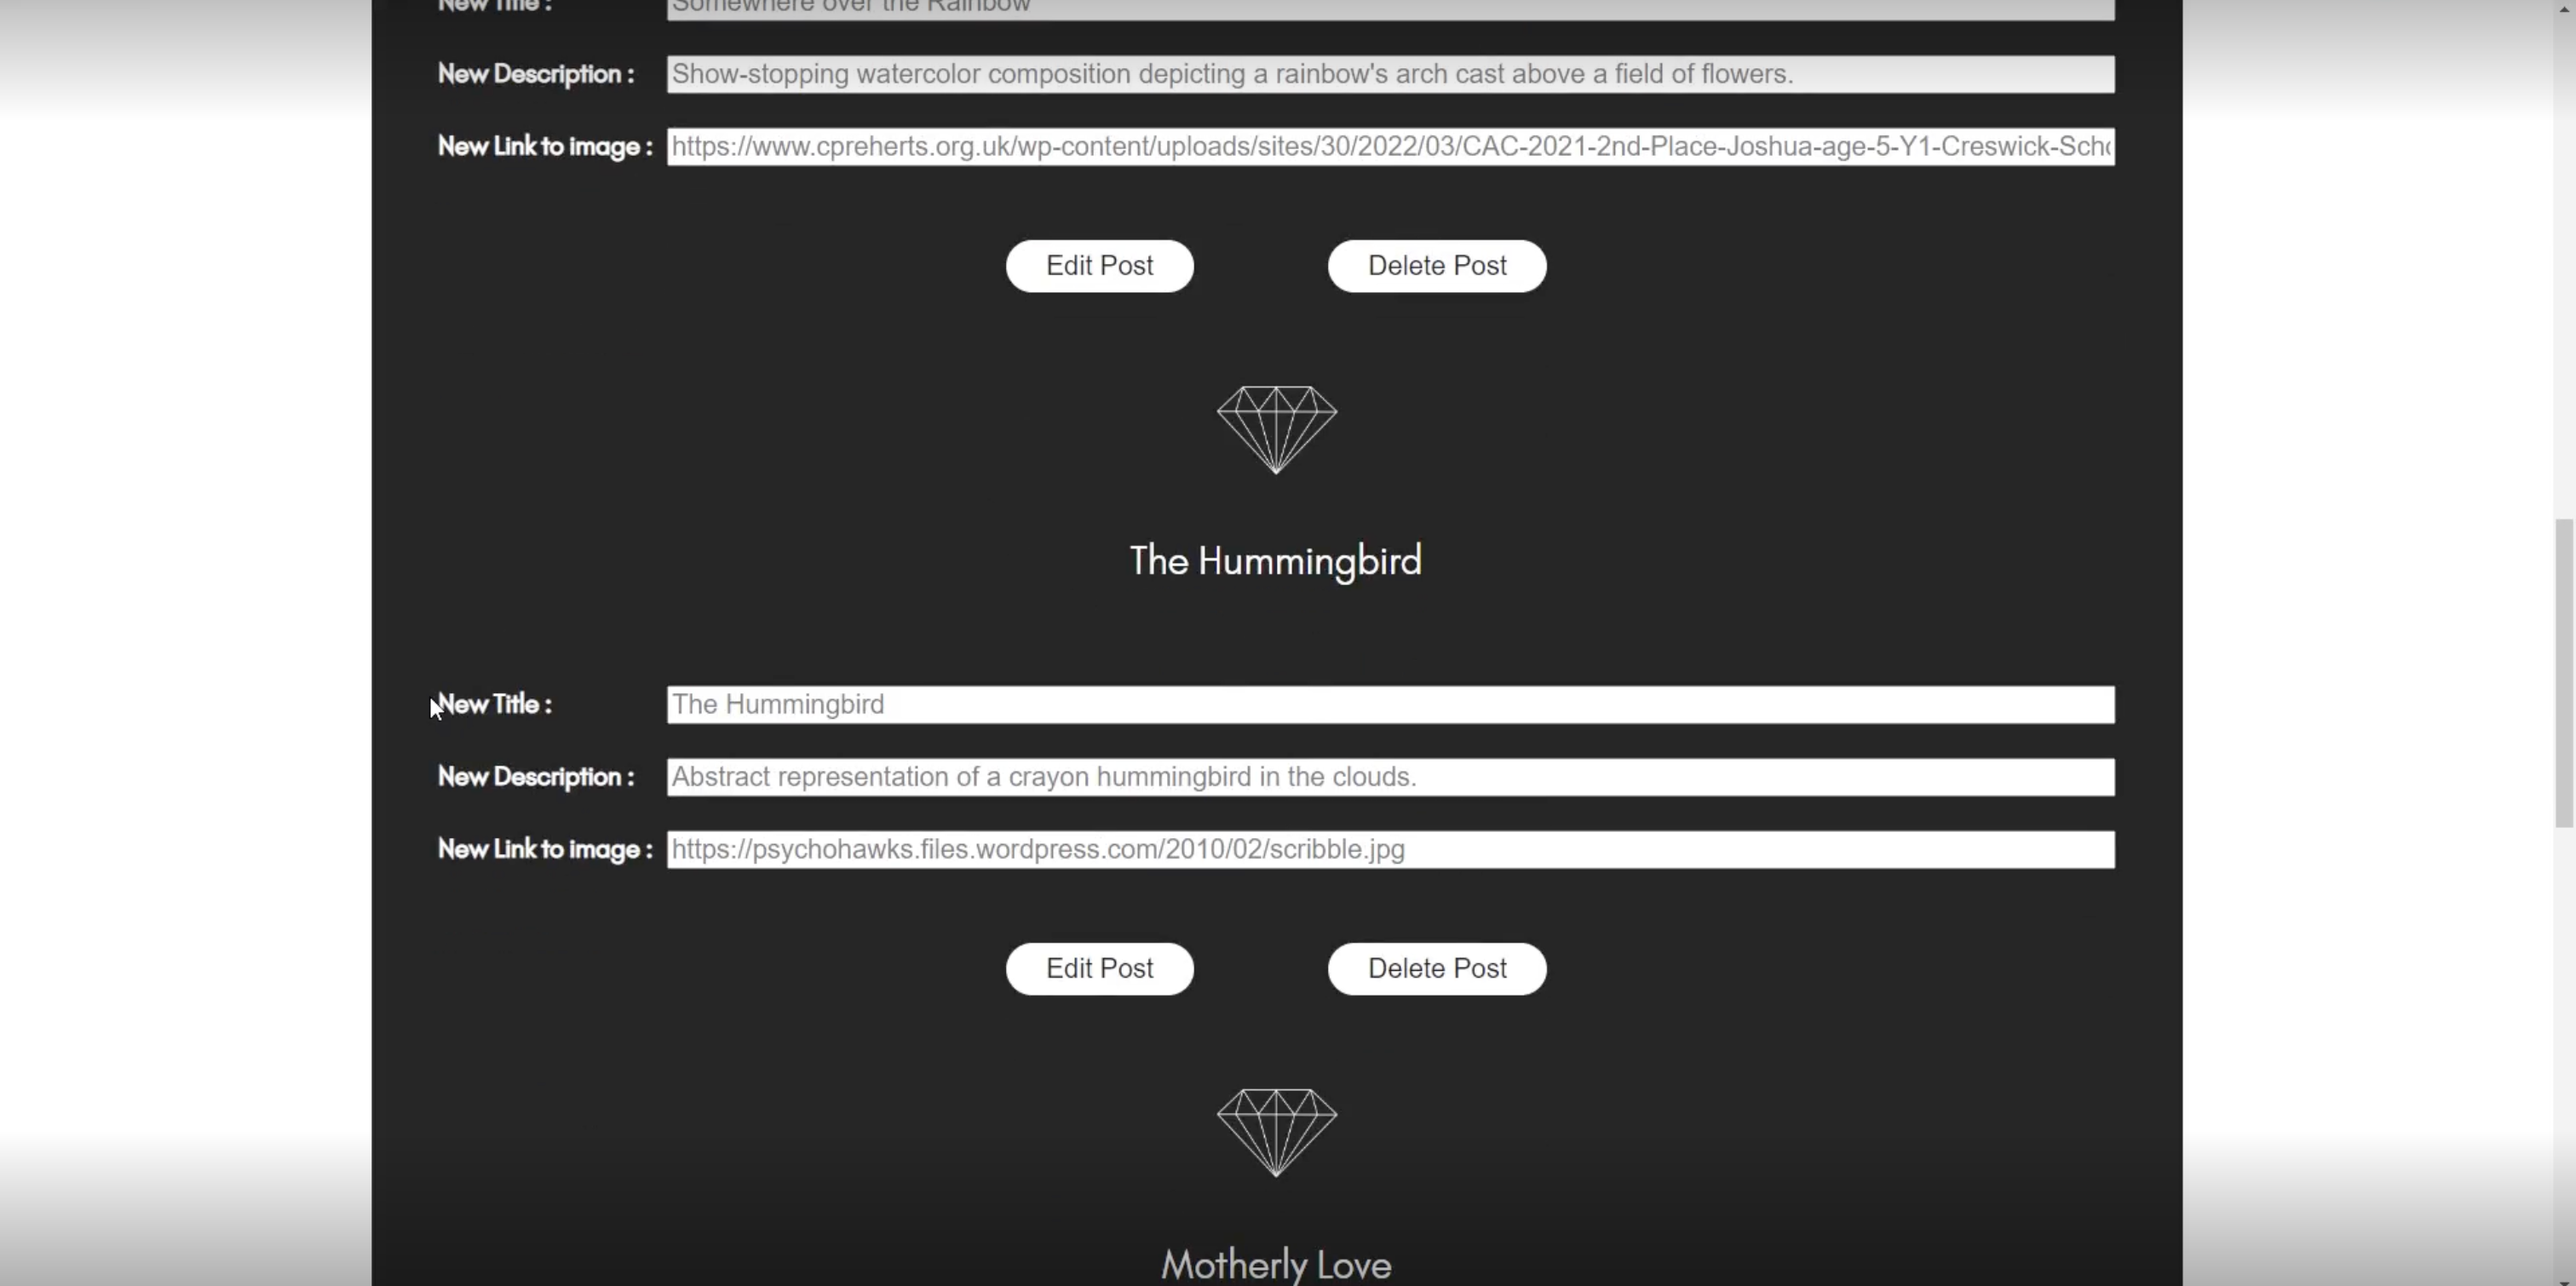 New Title : Somewhere over the Rainbow
New Description : Show-stopping watercolor composition depicting a rainbow's arch cast above a field of flowers.
New Link to image : https://www.cpreherts.org.uk/wp-content/uploads/sites/30/2022/03/CAC-2021-2nd-Place-Joshua-age-5-Y1-Creswick-Scho
Edit Post Delete Post
The Hummingbird
New Title : The Hummingbird
New Description : Abstract representation of a crayon hummingbird in the clouds.
New Link to image : https://psychohawks.files.wordpress.com/2010/02/scribble.jpg
Edit Post Delete Post
Motherly Love